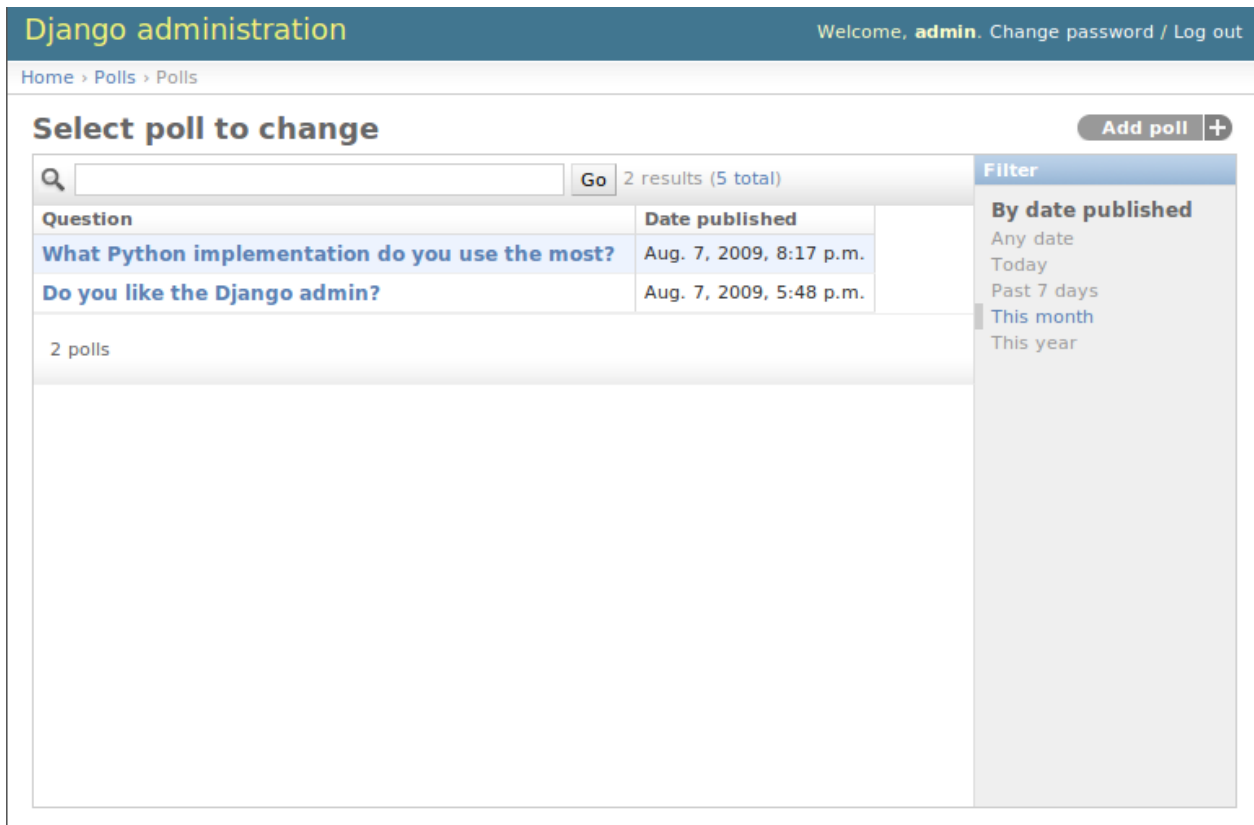 Django administration
Welcome, admin. Change password / Log out
Home › Polls › Polls
Select poll to change
Add poll +
Go 2 results (5 total)
Question Date published
What Python implementation do you use the most? Aug. 7, 2009, 8:17 p.m.
Do you like the Django admin? Aug. 7, 2009, 5:48 p.m.
2 polls
Filter
By date published
Any date
Today
Past 7 days
This month
This year